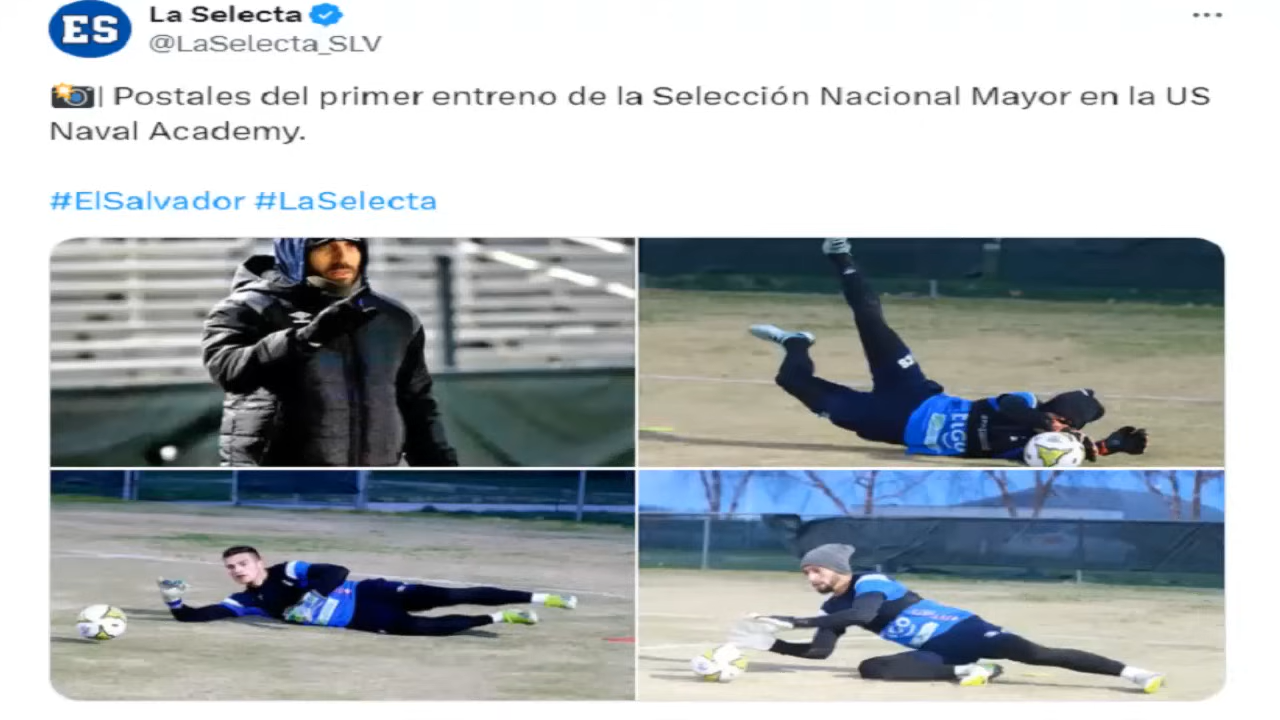 ES
La Selecta
@LaSelecta_SLV
| Postales del primer entreno de la Selección Nacional Mayor en la US
Naval Academy.
#ElSalvador #LaSelecta
TIGO